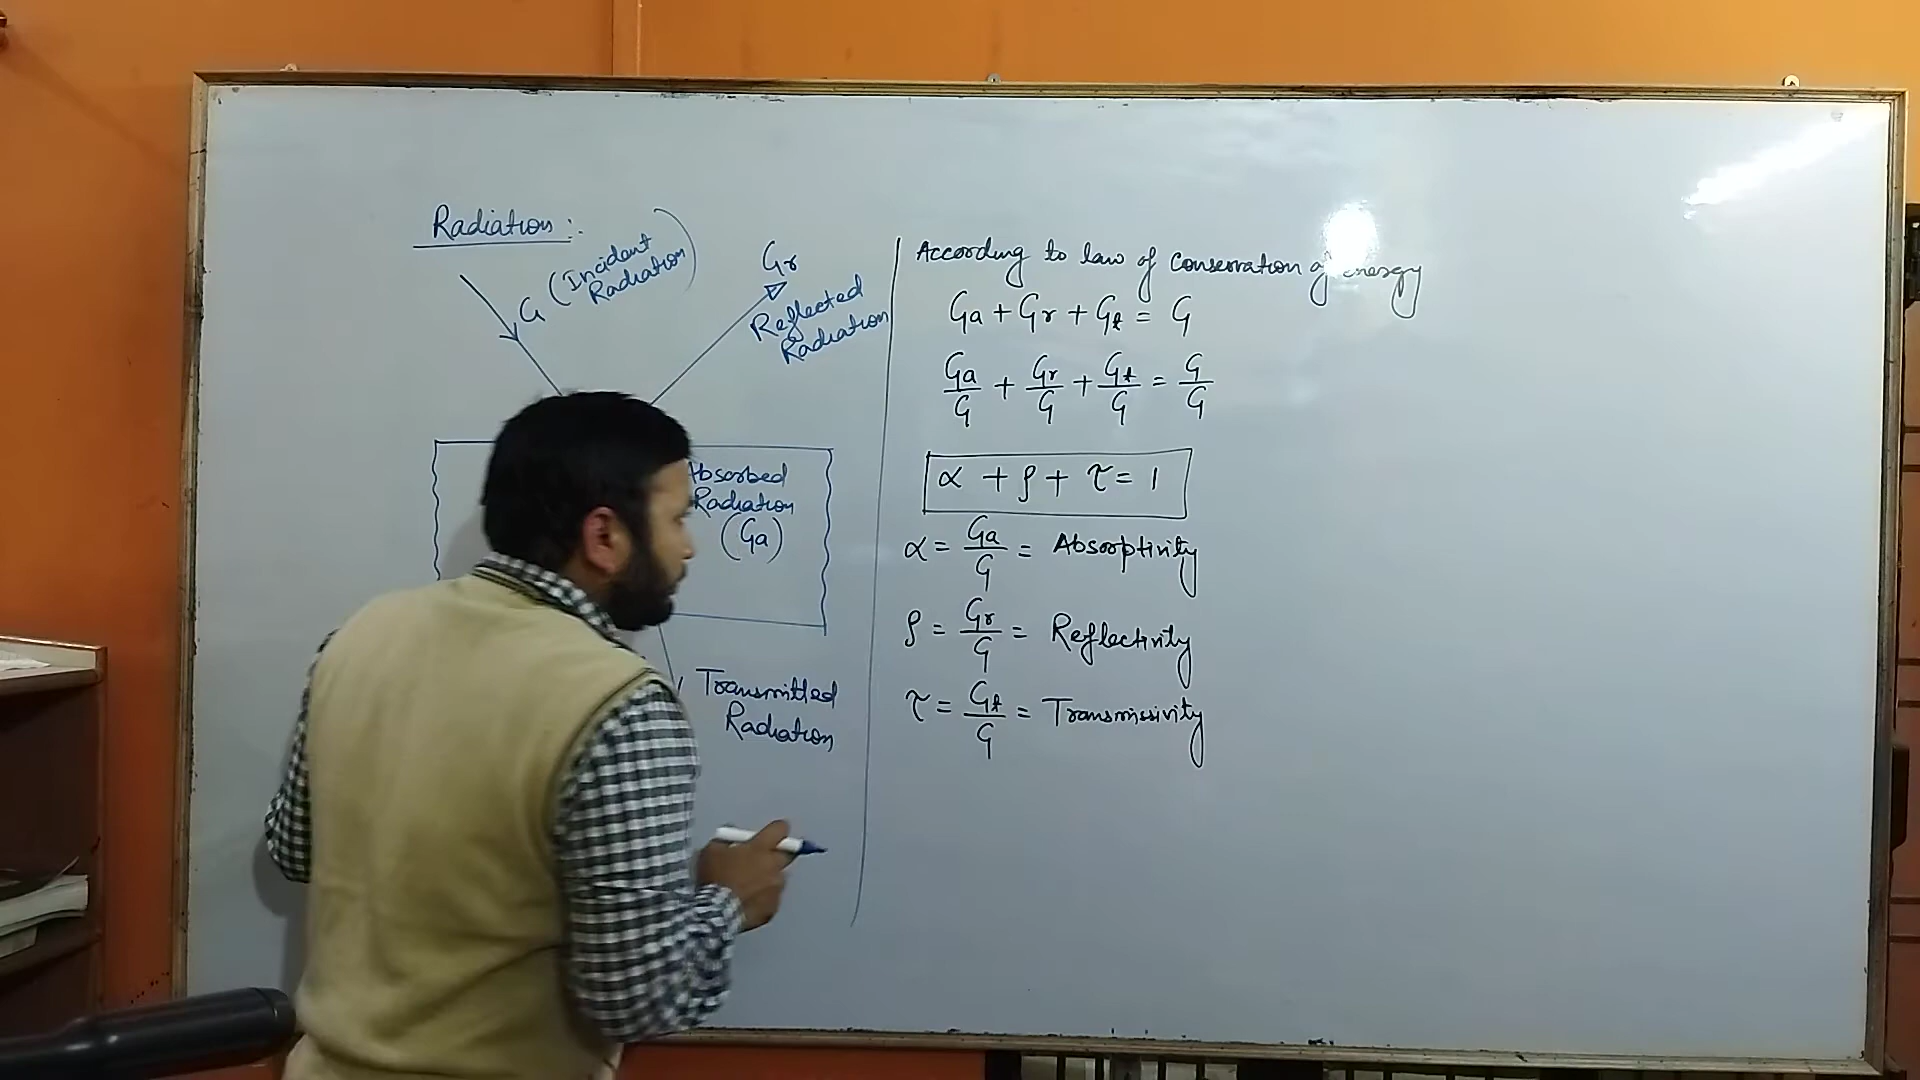 Radiation :-
G (Incident
Radiation)
Gr
Reflected
Radiation
Absorbed
Radiation
(Ga)
Transmitted
Radiation
According to law of conservation of energy
Ga + Gr + Gt = G
Ga/G + Gr/G + Gt/G = G/G
α + ρ + τ = 1
α = Ga/G = Absorptivity
ρ = Gr/G = Reflectivity
τ = Gt/G = Transmissivity